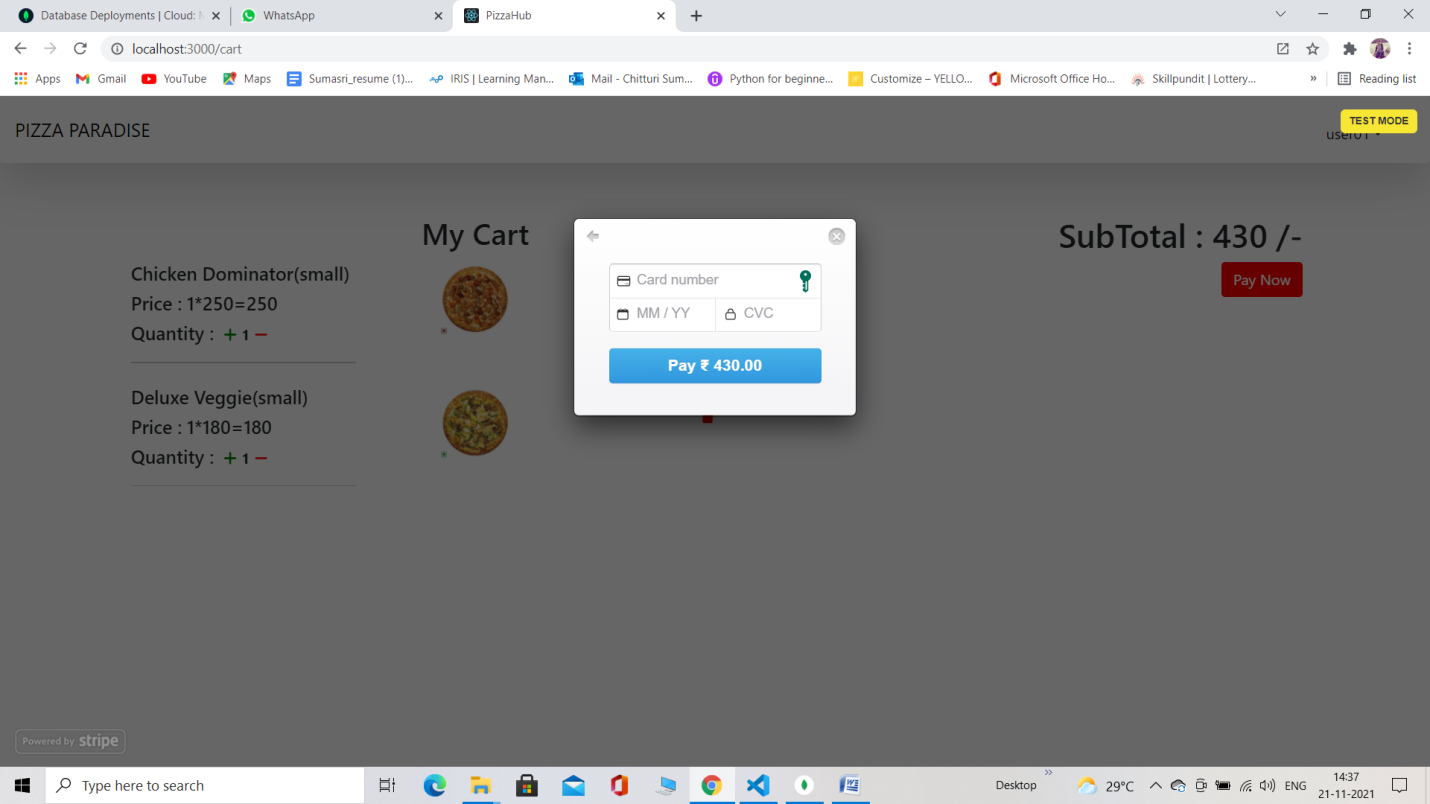 Database Deployments | Cloud: M
WhatsApp
PizzaHub
localhost:3000/cart
Apps
Gmail
YouTube
Maps
Sumasri_resume (1)...
IRIS | Learning Man...
Mail - Chitturi Sum...
Python for beginne...
Customize – YELLO...
Microsoft Office Ho...
Skillpundit | Lottery...
»
Reading list
PIZZA PARADISE
TEST MODE
My Cart
SubTotal : 430 /-
Pay Now
Chicken Dominator(small)
Price : 1*250=250
Quantity : + 1 −
Deluxe Veggie(small)
Price : 1*180=180
Quantity : + 1 −
Card number
MM / YY
CVC
Pay ₹ 430.00
Powered by stripe
Type here to search
Desktop
»
29°C
ENG
14:37
21-11-2021